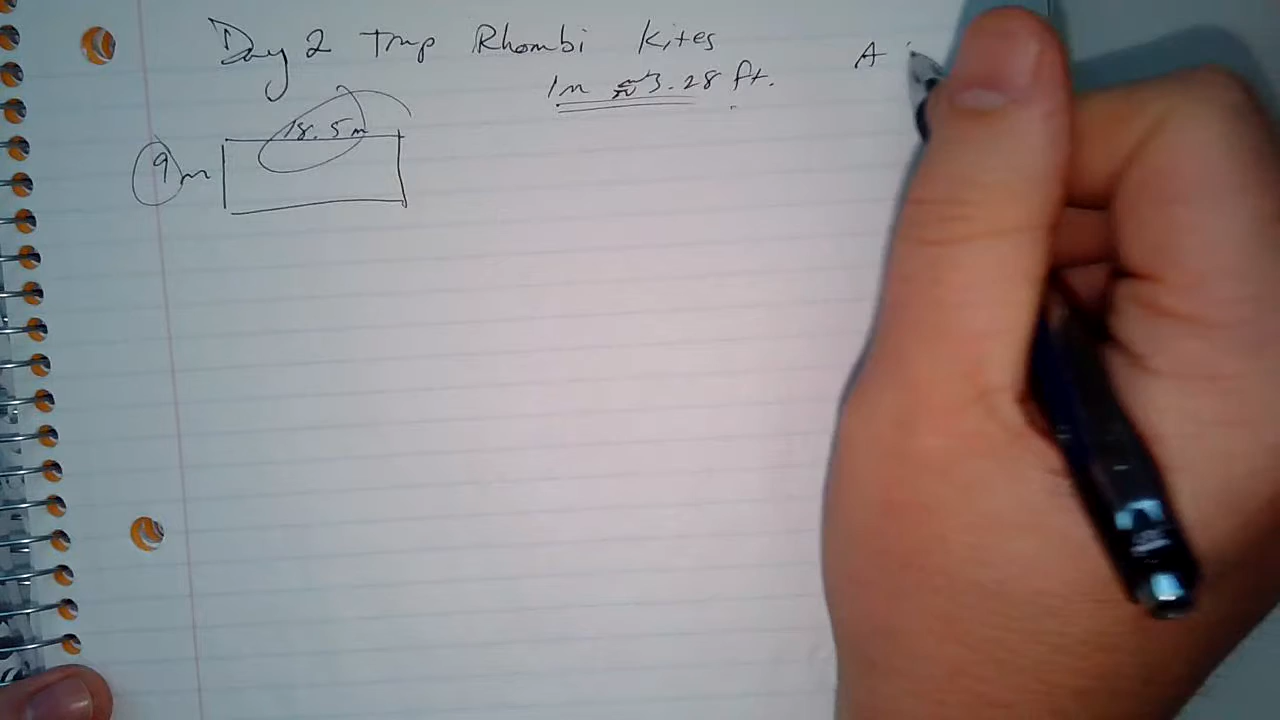 Day 2 Trap Rhombi Kites
A
1m ≈ 3.28 ft.
18.5m
9m